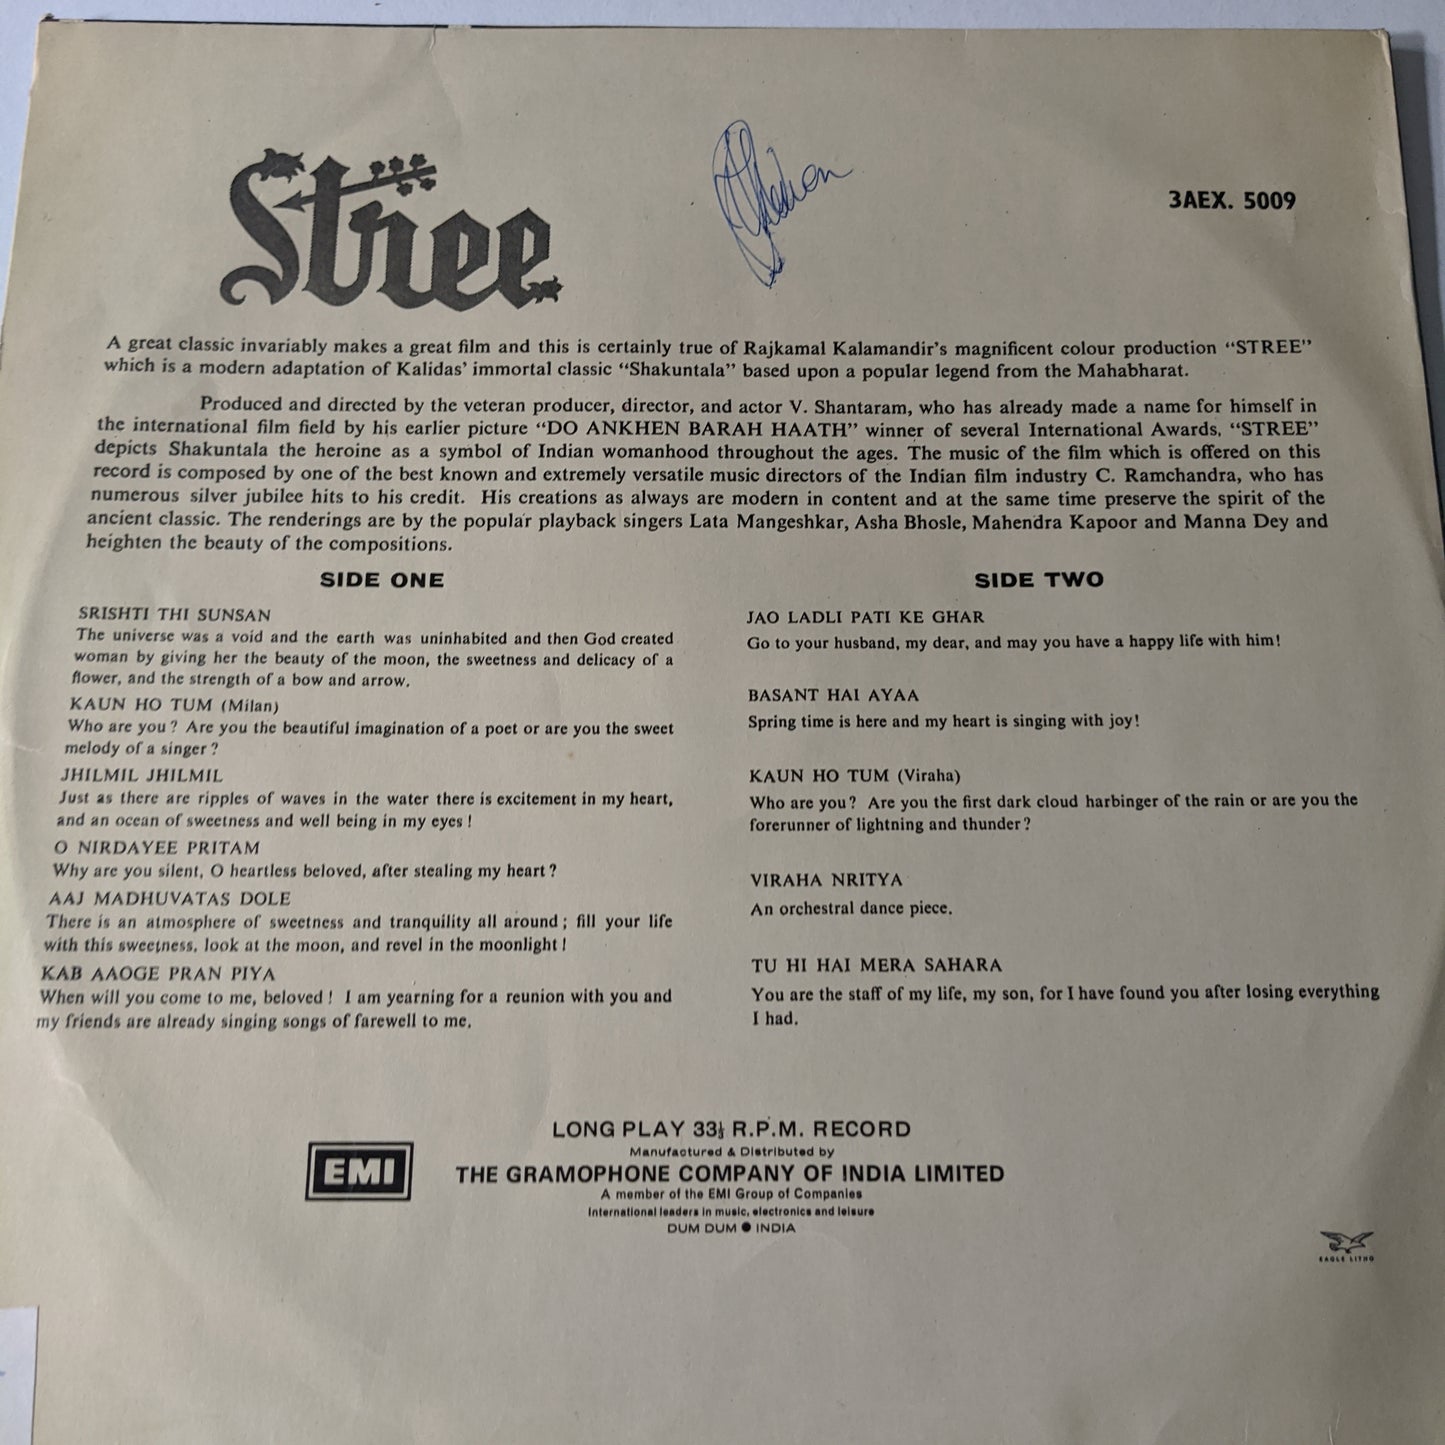 Stree
3AEX. 5009
A great classic invariably makes a great film and this is certainly true of Rajkamal Kalamandir's magnificent colour production "STREE"
which is a modern adaptation of Kalidas' immortal classic "Shakuntala" based upon a popular legend from the Mahabharat.
Produced and directed by the veteran producer, director, and actor V. Shantaram, who has already made a name for himself in
the international film field by his earlier picture "DO ANKHEN BARAH HAATH" winner of several International Awards, "STREE"
depicts Shakuntala the heroine as a symbol of Indian womanhood throughout the ages. The music of the film which is offered on this
record is composed by one of the best known and extremely versatile music directors of the Indian film industry C. Ramchandra, who has
numerous silver jubilee hits to his credit. His creations as always are modern in content and at the same time preserve the spirit of the
ancient classic. The renderings are by the popular playback singers Lata Mangeshkar, Asha Bhosle, Mahendra Kapoor and Manna Dey and
heighten the beauty of the compositions.
SIDE ONE
SRISHTI THI SUNSAN
The universe was a void and the earth was uninhabited and then God created
woman by giving her the beauty of the moon, the sweetness and delicacy of a
flower, and the strength of a bow and arrow.
KAUN HO TUM (Milan)
Who are you? Are you the beautiful imagination of a poet or are you the sweet
melody of a singer?
JHILMIL JHILMIL
Just as there are ripples of waves in the water there is excitement in my heart,
and an ocean of sweetness and well being in my eyes!
O NIRDAYEE PRITAM
Why are you silent, O heartless beloved, after stealing my heart?
AAJ MADHUVATAS DOLE
There is an atmosphere of sweetness and tranquility all around; fill your life
with this sweetness, look at the moon, and revel in the moonlight!
KAB AAOGE PRAN PIYA
When will you come to me, beloved! I am yearning for a reunion with you and
my friends are already singing songs of farewell to me.
SIDE TWO
JAO LADLI PATI KE GHAR
Go to your husband, my dear, and may you have a happy life with him!
BASANT HAI AYAA
Spring time is here and my heart is singing with joy!
KAUN HO TUM (Viraha)
Who are you? Are you the first dark cloud harbinger of the rain or are you the
forerunner of lightning and thunder?
VIRAHA NRITYA
An orchestral dance piece.
TU HI HAI MERA SAHARA
You are the staff of my life, my son, for I have found you after losing everything
I had.
LONG PLAY 33⅓ R.P.M. RECORD
Manufactured & Distributed by
EMI
THE GRAMOPHONE COMPANY OF INDIA LIMITED
A member of the EMI Group of Companies
International leaders in music, electronics and leisure
DUM DUM ● INDIA
EAGLE LITHO